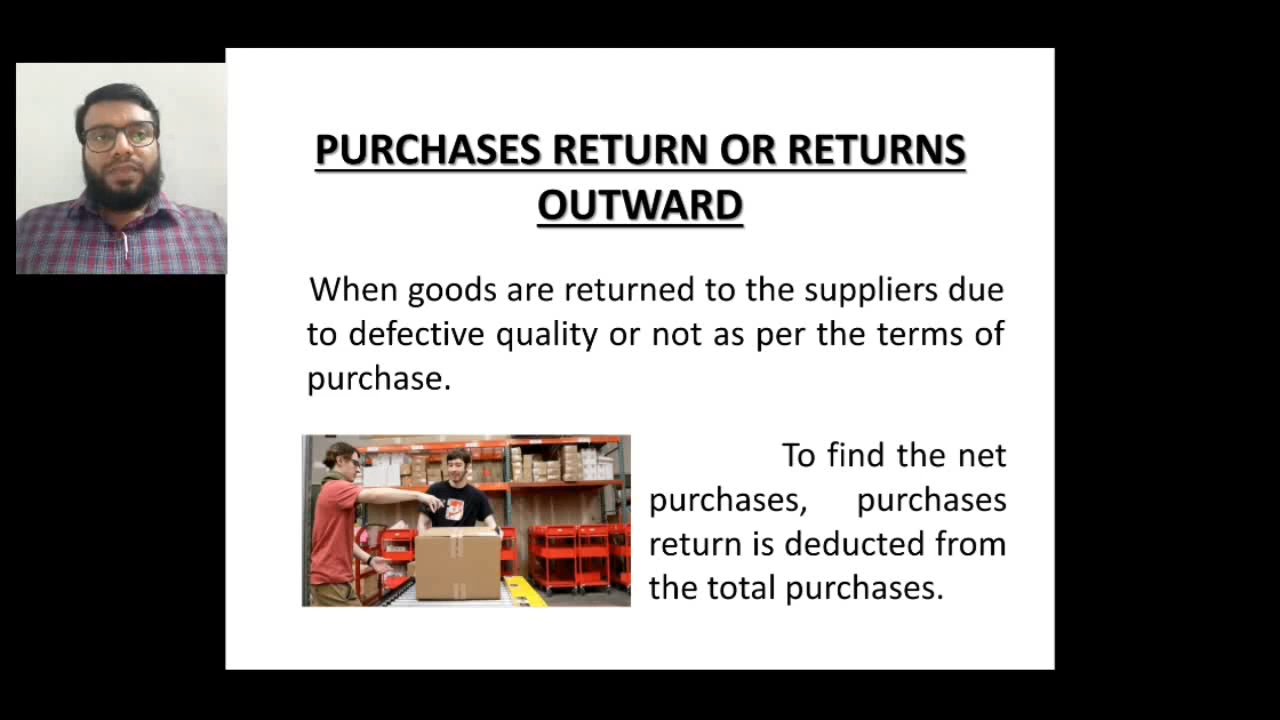 PURCHASES RETURN OR RETURNS
OUTWARD
When goods are returned to the suppliers due
to defective quality or not as per the terms of
purchase.
To find the net
purchases, purchases
return is deducted from
the total purchases.